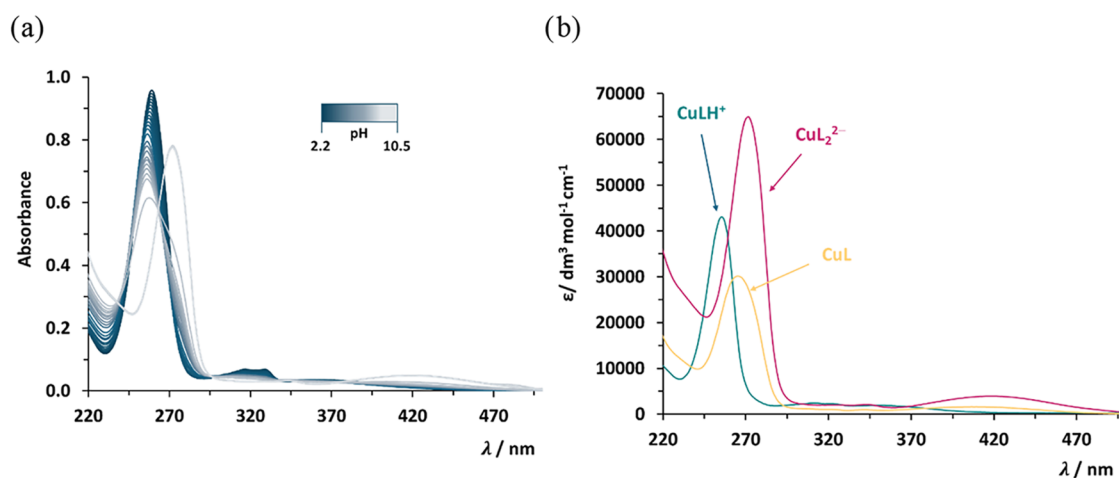 (a)
(b)
1.0
0.8
0.6
0.4
0.2
0.0
Absorbance
220
270
320
370
420
470
λ / nm
pH
2.2
10.5
70000
60000
50000
40000
30000
20000
10000
0
ε/ dm³ mol⁻¹ cm⁻¹
220
270
320
370
420
470
λ / nm
CuLH⁺
CuL₂²⁻
CuL